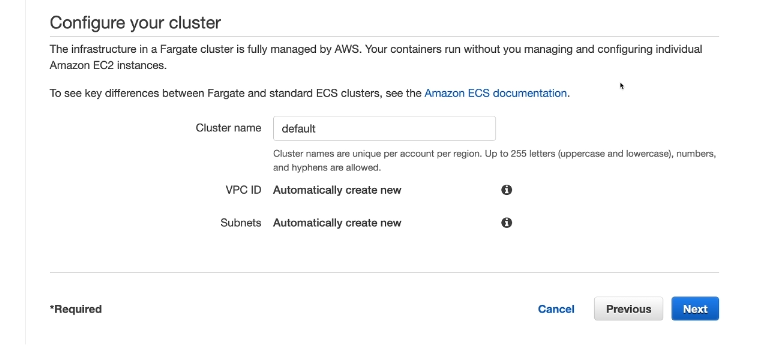 Configure your cluster
The infrastructure in a Fargate cluster is fully managed by AWS. Your containers run without you managing and configuring individual
Amazon EC2 instances.
To see key differences between Fargate and standard ECS clusters, see the Amazon ECS documentation.
Cluster name default
Cluster names are unique per account per region. Up to 255 letters (uppercase and lowercase), numbers,
and hyphens are allowed.
VPC ID Automatically create new
Subnets Automatically create new
*Required Cancel Previous Next